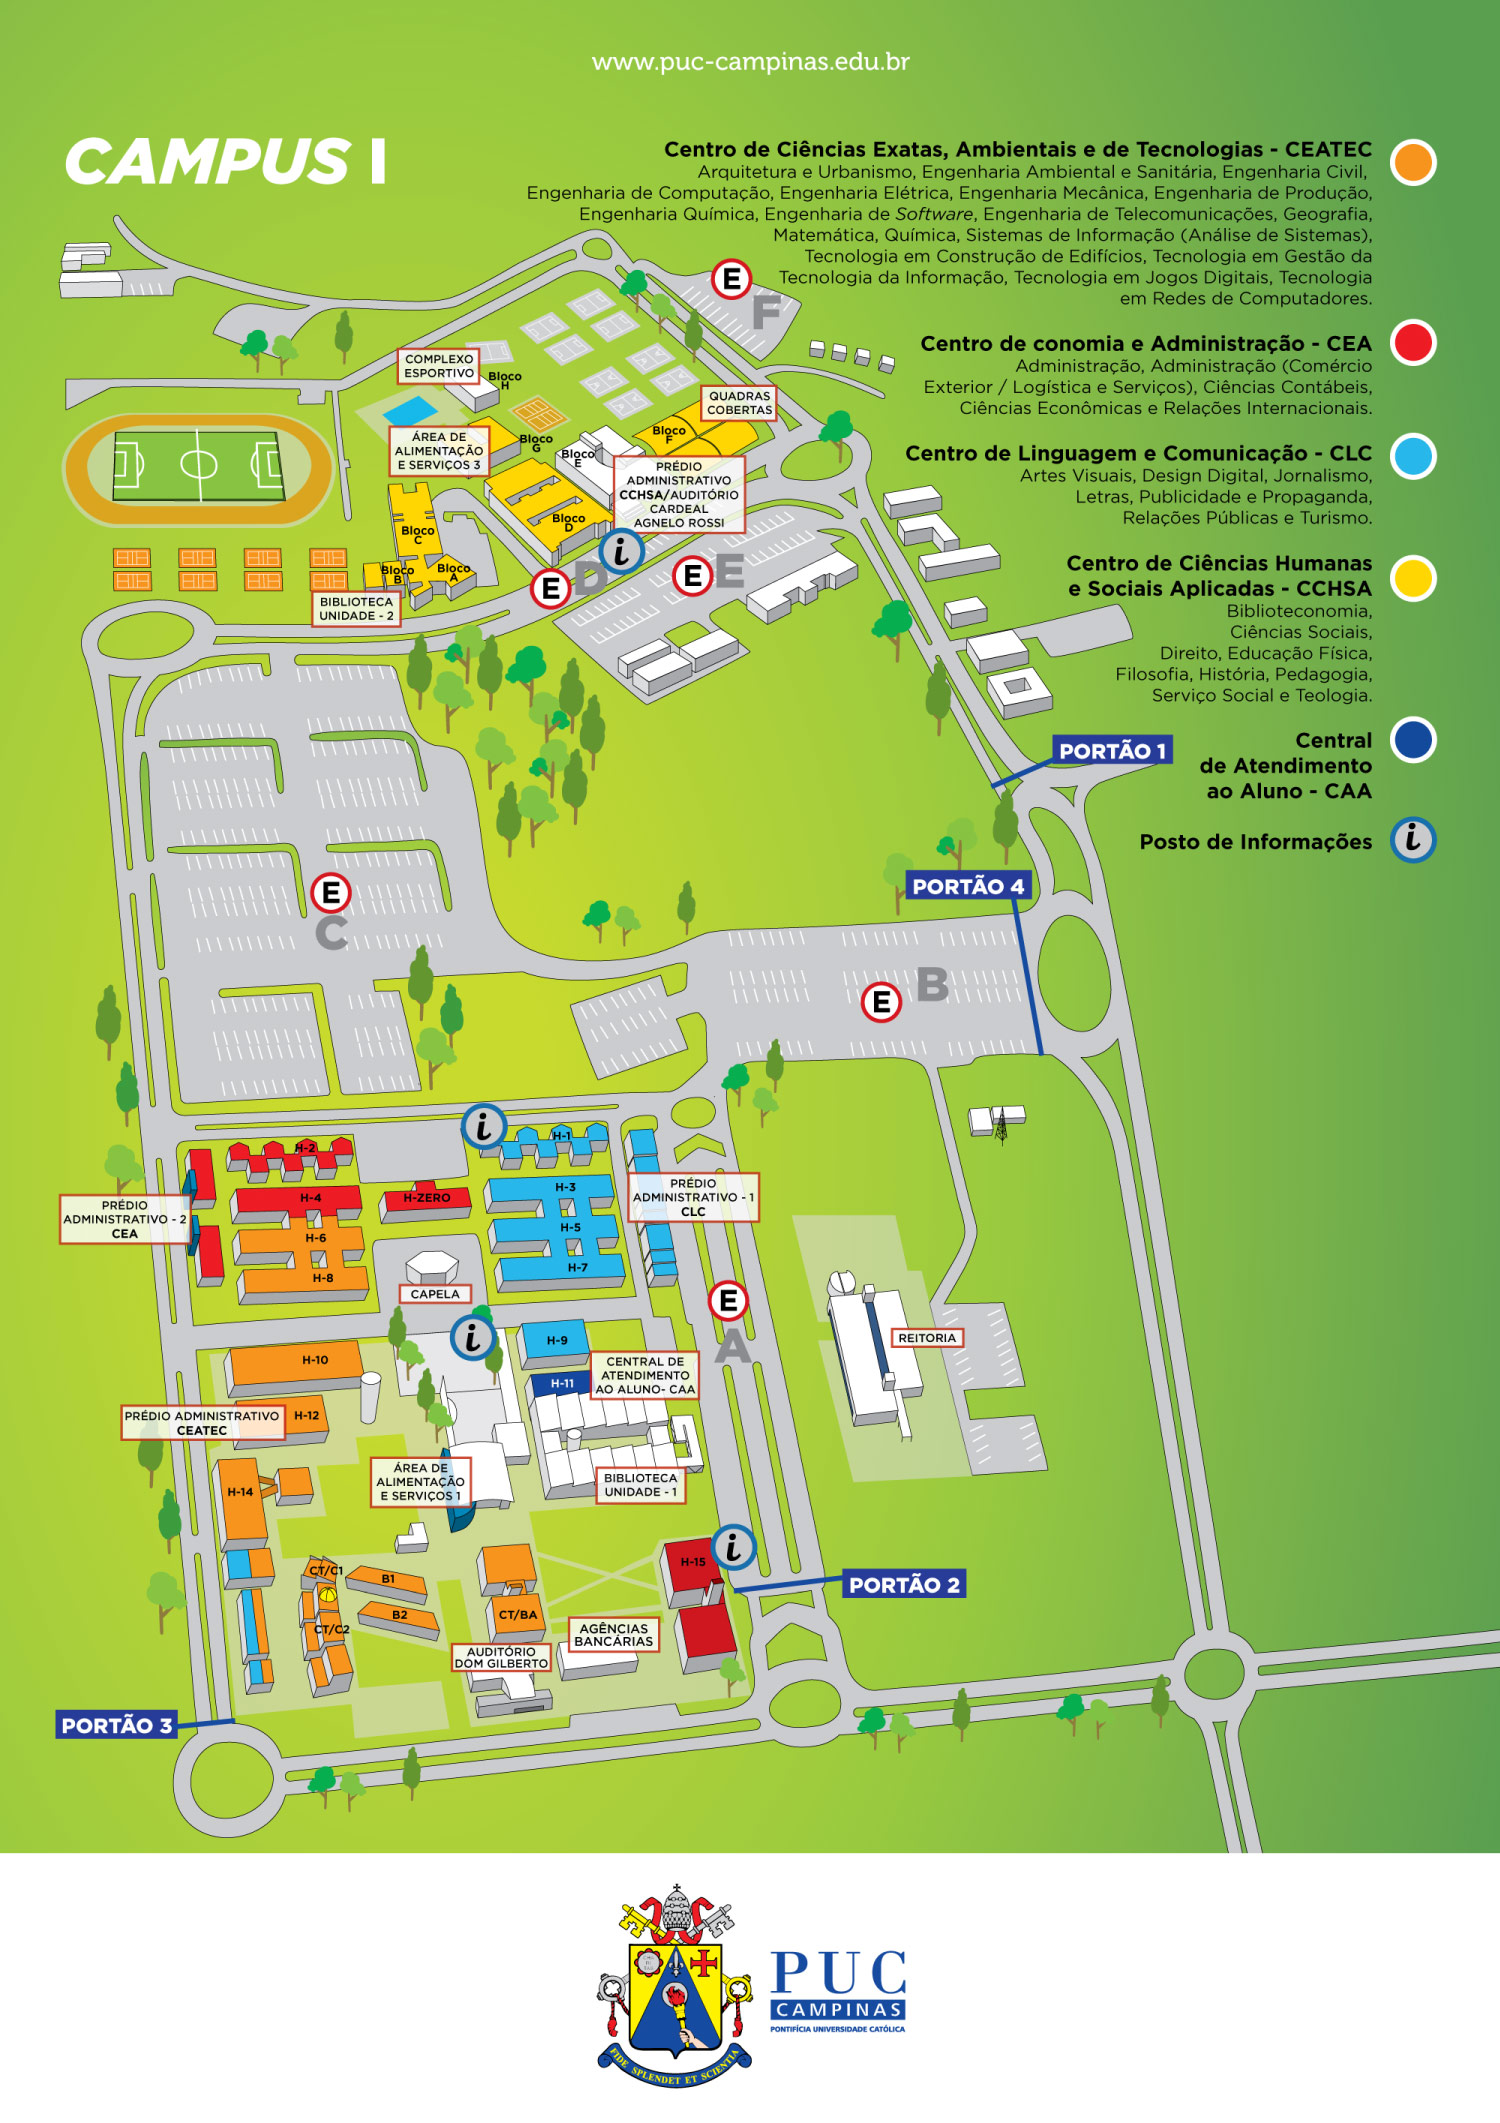 www.puc-campinas.edu.br
CAMPUS I
Centro de Ciências Exatas, Ambientais e de Tecnologias - CEATEC
Arquitetura e Urbanismo, Engenharia Ambiental e Sanitária, Engenharia Civil,
Engenharia de Computação, Engenharia Elétrica, Engenharia Mecânica, Engenharia de Produção,
Engenharia Química, Engenharia de Software, Engenharia de Telecomunicações, Geografia,
Matemática, Química, Sistemas de Informação (Análise de Sistemas),
Tecnologia em Construção de Edifícios, Tecnologia em Gestão da
Tecnologia da Informação, Tecnologia em Jogos Digitais, Tecnologia
em Redes de Computadores.
Centro de conomia e Administração - CEA
Administração, Administração (Comércio
Exterior / Logística e Serviços), Ciências Contábeis,
Ciências Econômicas e Relações Internacionais.
Centro de Linguagem e Comunicação - CLC
Artes Visuais, Design Digital, Jornalismo,
Letras, Publicidade e Propaganda,
Relações Públicas e Turismo.
Centro de Ciências Humanas
e Sociais Aplicadas - CCHSA
Biblioteconomia,
Ciências Sociais,
Direito, Educação Física,
Filosofia, História, Pedagogia,
Serviço Social e Teologia.
Central
de Atendimento
ao Aluno - CAA
Posto de Informações
i
E
F
COMPLEXO
ESPORTIVO
Bloco
H
QUADRAS
COBERTAS
ÁREA DE
ALIMENTAÇÃO
E SERVIÇOS 3
Bloco
G
Bloco
E
Bloco
F
PRÉDIO
ADMINISTRATIVO
CCHSA/AUDITÓRIO
CARDEAL
AGNELO ROSSI
Bloco
D
Bloco
C
Bloco
B
Bloco
A
BIBLIOTECA
UNIDADE - 2
i
E
D
E
E
PORTÃO 1
PORTÃO 4
E
C
E
B
i
H-2
H-1
H-4
H-ZERO
H-3
H-6
H-5
H-8
H-7
PRÉDIO
ADMINISTRATIVO - 2
CEA
PRÉDIO
ADMINISTRATIVO - 1
CLC
CAPELA
E
A
REITORIA
i
H-9
H-10
H-11
CENTRAL DE
ATENDIMENTO
AO ALUNO- CAA
PRÉDIO ADMINISTRATIVO
CEATEC
H-12
ÁREA DE
ALIMENTAÇÃO
E SERVIÇOS 1
BIBLIOTECA
UNIDADE - 1
H-14
i
H-15
CT/C1
B1
B2
CT/C2
CT/BA
PORTÃO 2
AGÊNCIAS
BANCÁRIAS
AUDITÓRIO
DOM GILBERTO
PORTÃO 3
PUC
CAMPINAS
PONTIFÍCIA UNIVERSIDADE CATÓLICA
FIDE SPLENDET ET SCIENTIA